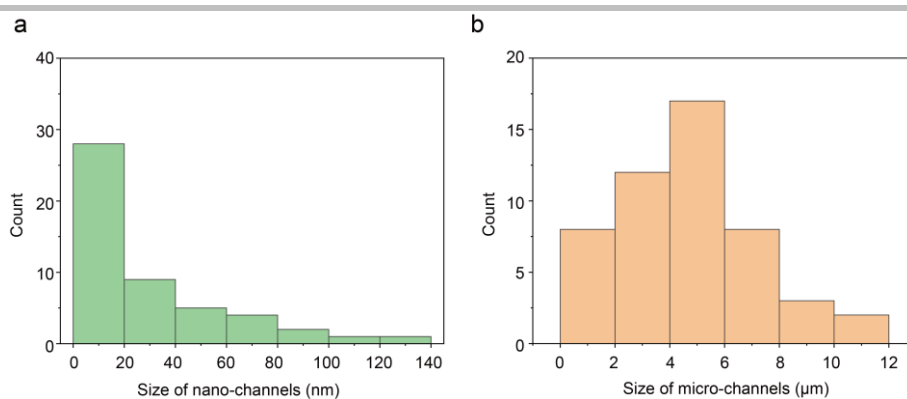 a
40
30
20
10
0
Count
0 20 40 60 80 100 120 140
Size of nano-channels (nm)
b
20
15
10
5
0
Count
0 2 4 6 8 10 12
Size of micro-channels (μm)